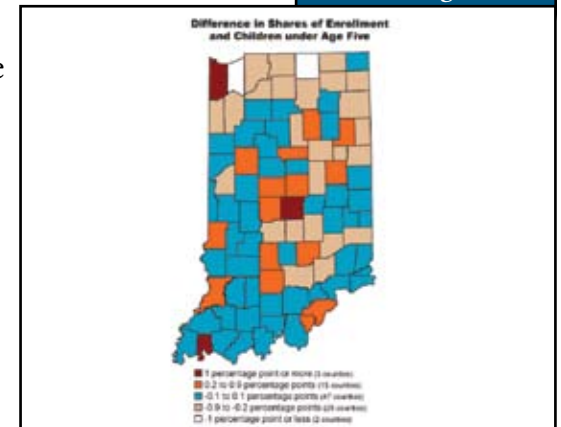 e
Difference in Shares of Enrollment
and Children under Age Five
1 percentage point or more (3 counties)
0.2 to 0.9 percentage points (15 counties)
-0.1 to 0.1 percentage points (47 counties)
-0.9 to -0.2 percentage points (25 counties)
-1 percentage point or less (2 counties)